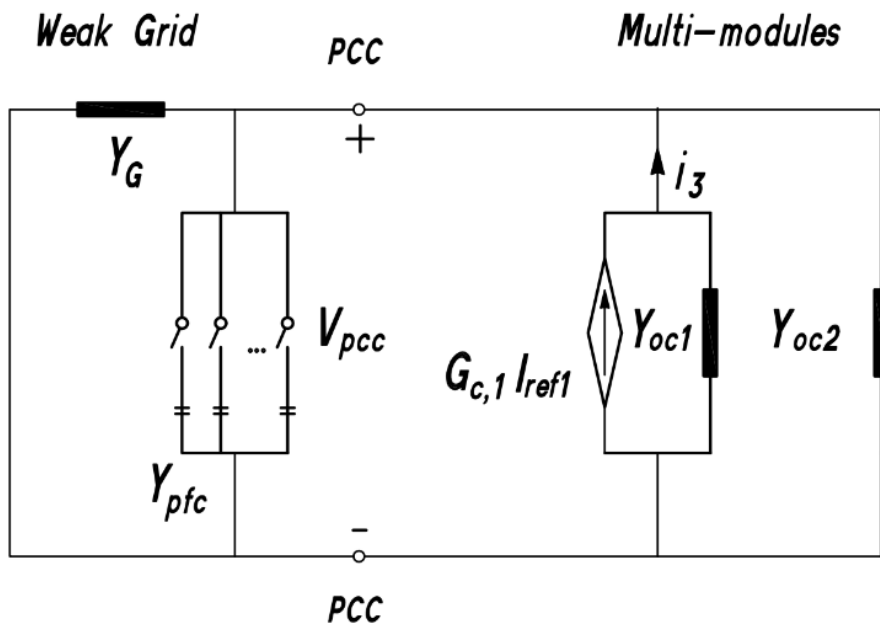 Weak Grid
PCC
Multi-modules
+
Y_G
i_3
V_pcc
Y_oc1
Y_oc2
G_c,1 I_ref1
...
Y_pfc
-
PCC